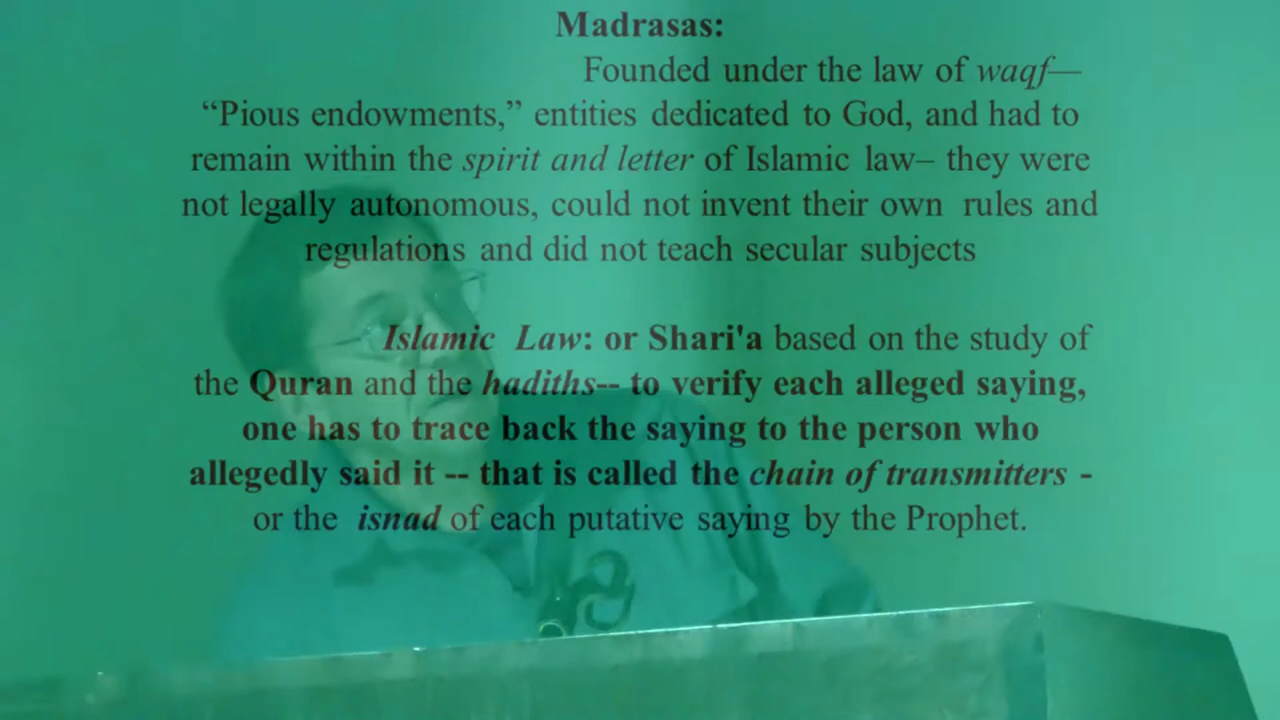 Madrasas:
Founded under the law of waqf—
“Pious endowments,” entities dedicated to God, and had to
remain within the spirit and letter of Islamic law– they were
not legally autonomous, could not invent their own rules and
regulations and did not teach secular subjects
Islamic Law: or Shari'a based on the study of
the Quran and the hadiths-- to verify each alleged saying,
one has to trace back the saying to the person who
allegedly said it -- that is called the chain of transmitters -
or the isnad of each putative saying by the Prophet.